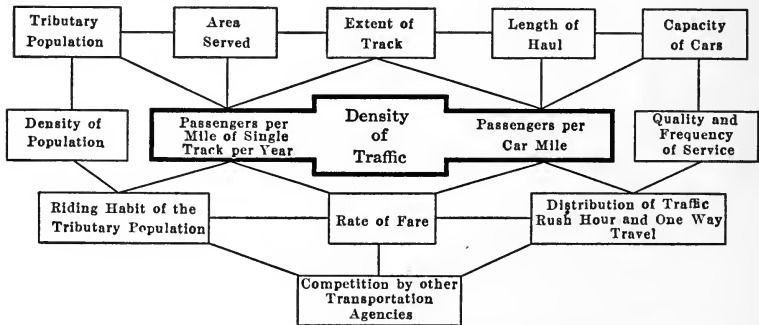 Tributary
Population
Area
Served
Extent of
Track
Length of
Haul
Capacity
of Cars
Density of
Population
Passengers per
Mile of Single
Track per Year
Density
of
Traffic
Passengers per
Car Mile
Quality and
Frequency
of Service
Riding Habit of the
Tributary Population
Rate of Fare
Distribution of Traffic
Rush Hour and One Way
Travel
Competition by other
Transportation
Agencies